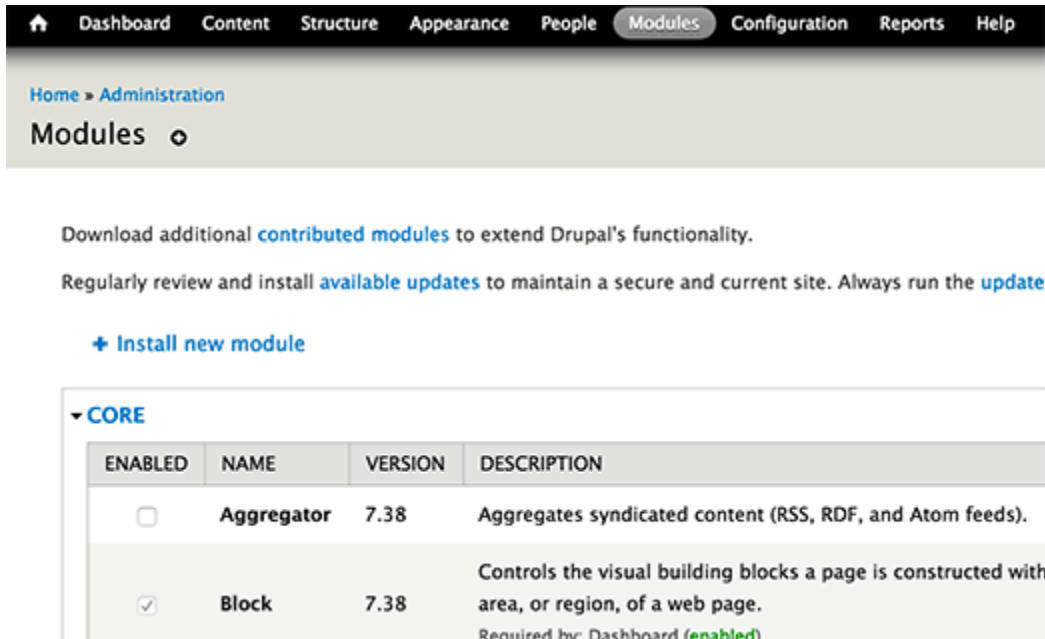 Dashboard Content Structure Appearance People Modules Configuration Reports Help
Home » Administration
Modules
Download additional contributed modules to extend Drupal's functionality.
Regularly review and install available updates to maintain a secure and current site. Always run the update
+ Install new module
CORE
ENABLED NAME VERSION DESCRIPTION
Aggregator 7.38 Aggregates syndicated content (RSS, RDF, and Atom feeds).
Controls the visual building blocks a page is constructed with
Block 7.38 area, or region, of a web page.
Required by: Dashboard (enabled)